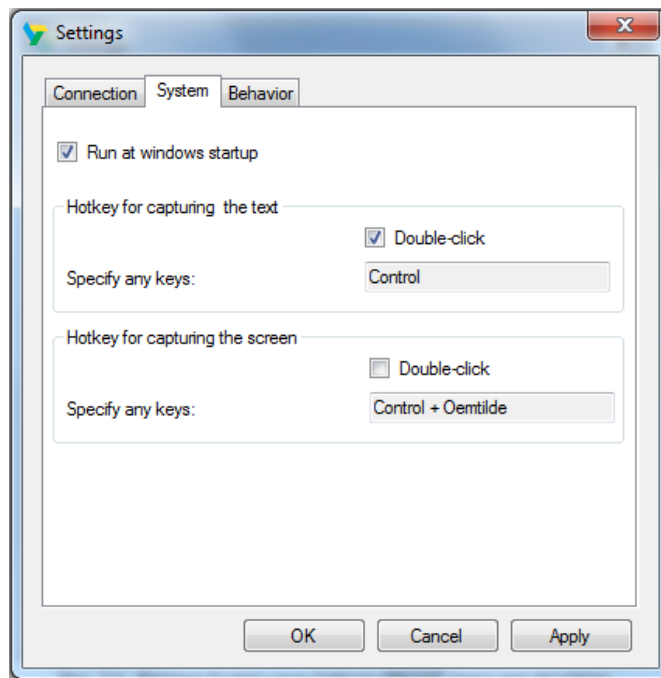 Settings
Connection System Behavior
Run at windows startup
Hotkey for capturing the text
Double-click
Specify any keys: Control
Hotkey for capturing the screen
Double-click
Specify any keys: Control + Oemtilde
OK Cancel Apply